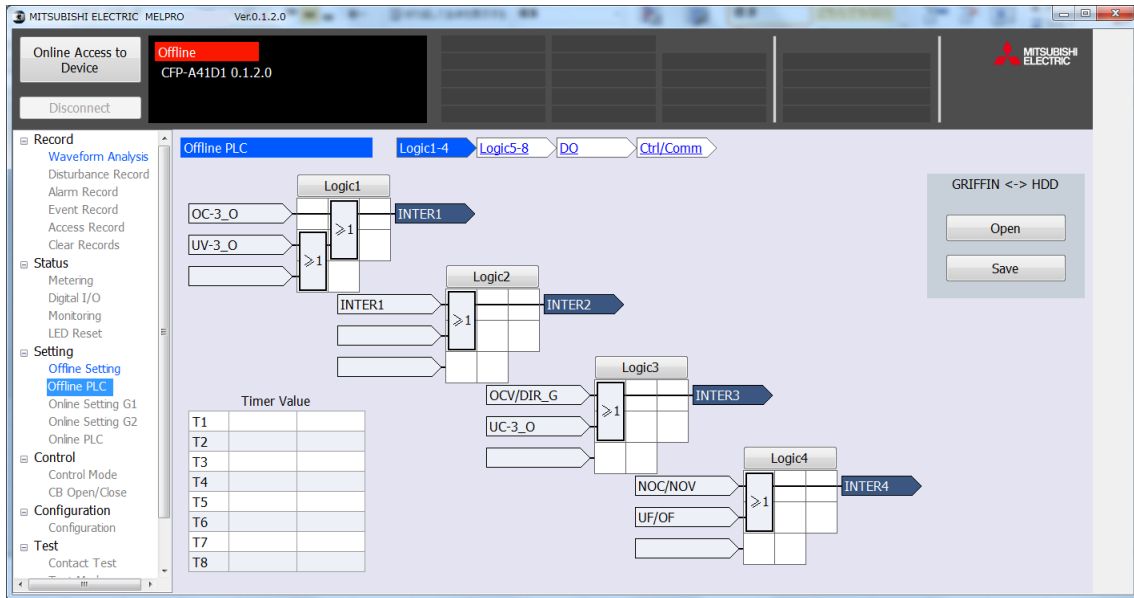 MITSUBISHI ELECTRIC MELPRO Ver.0.1.2.0
Online Access to Device
Disconnect
Offline
CFP-A41D1 0.1.2.0
MITSUBISHI
ELECTRIC
Record
Waveform Analysis
Disturbance Record
Alarm Record
Event Record
Access Record
Clear Records
Status
Metering
Digital I/O
Monitoring
LED Reset
Setting
Offline Setting
Offline PLC
Online Setting G1
Online Setting G2
Online PLC
Control
Control Mode
CB Open/Close
Configuration
Configuration
Test
Contact Test
Offline PLC
Logic1-4
Logic5-8
DO
Ctrl/Comm
Logic1
OC-3_O
UV-3_O
≥1
≥1
INTER1
Logic2
INTER1
≥1
INTER2
Logic3
OCV/DIR_G
UC-3_O
≥1
INTER3
Logic4
NOC/NOV
UF/OF
≥1
INTER4
Timer Value
T1
T2
T3
T4
T5
T6
T7
T8
GRIFFIN <-> HDD
Open
Save